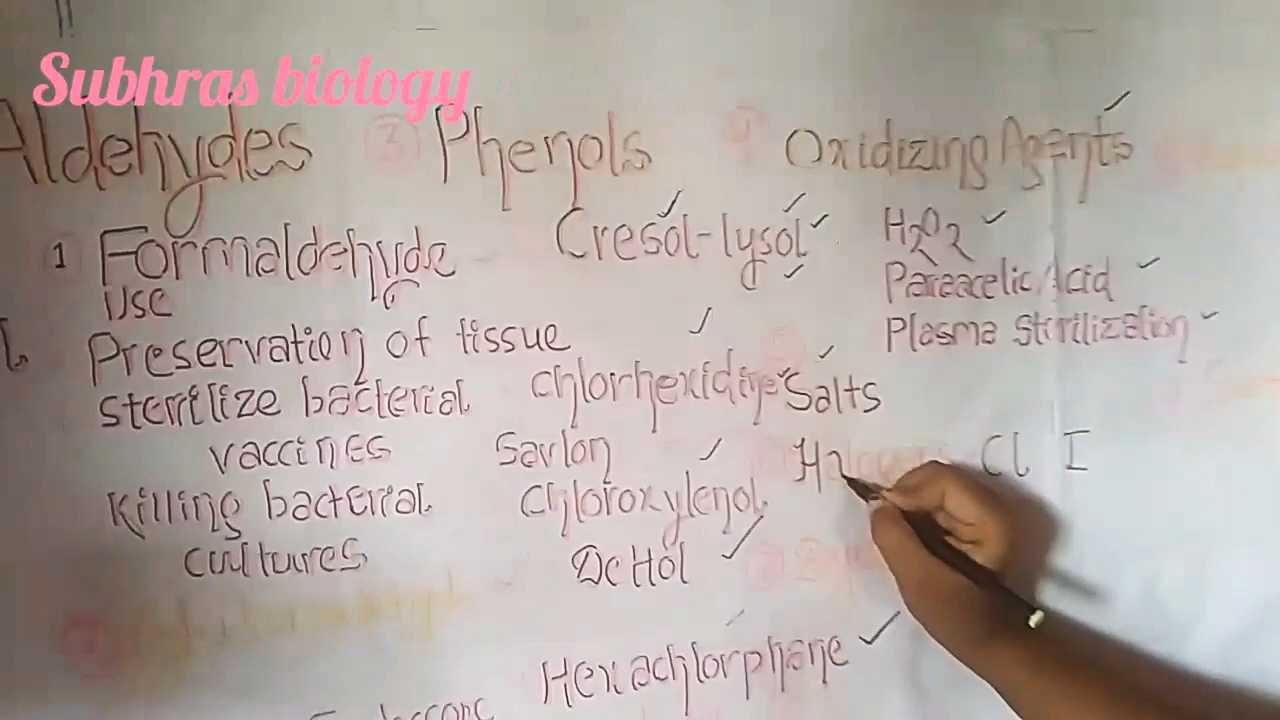 Subhras biology
Aldehydes
1 Formaldehyde
Use
Preservation of tissue
sterilize bacterial
vaccines
Killing bacterial
cultures
3 Phenols
Cresol-lysol
Chlorhexidine
Savlon
Chloroxylenol
Dettol
Hexachlorphane
Oxidizing Agents
H2O2
Paraacelic Acid
Plasma Sterilization
Salts
Cl I